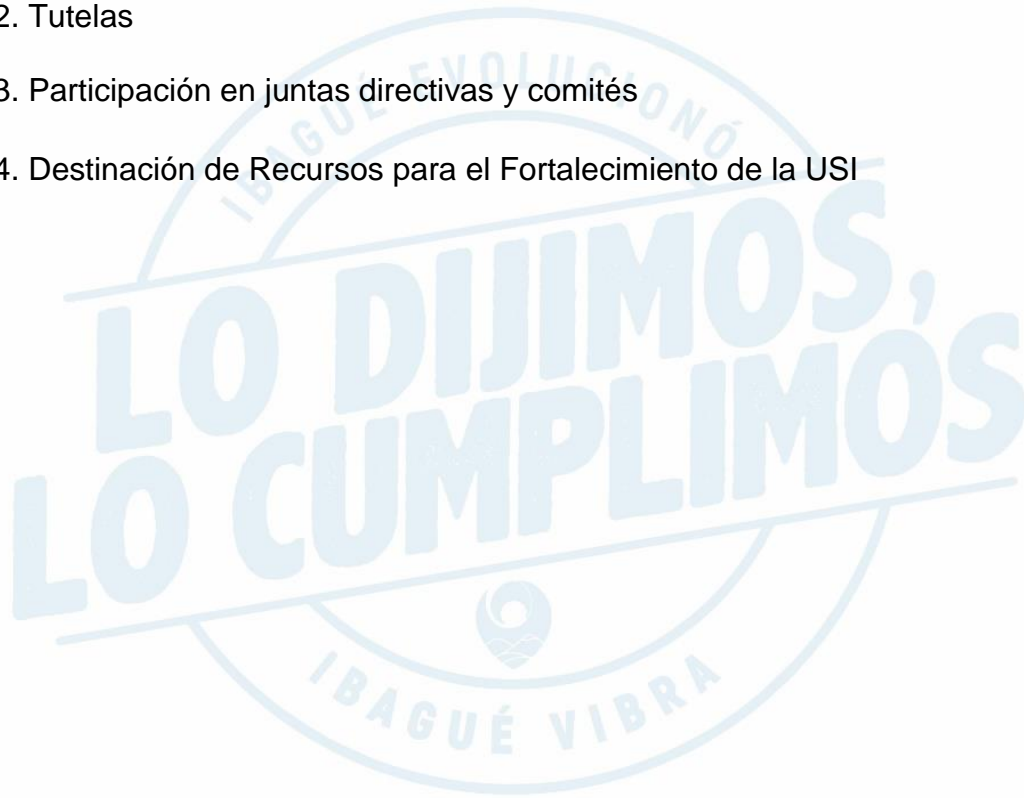 2. Tutelas
3. Participación en juntas directivas y comités
4. Destinación de Recursos para el Fortalecimiento de la USI
IBAGUÉ EVOLUCIONÓ
LO DIJIMOS,
LO CUMPLIMOS
IBAGUÉ VIBRA